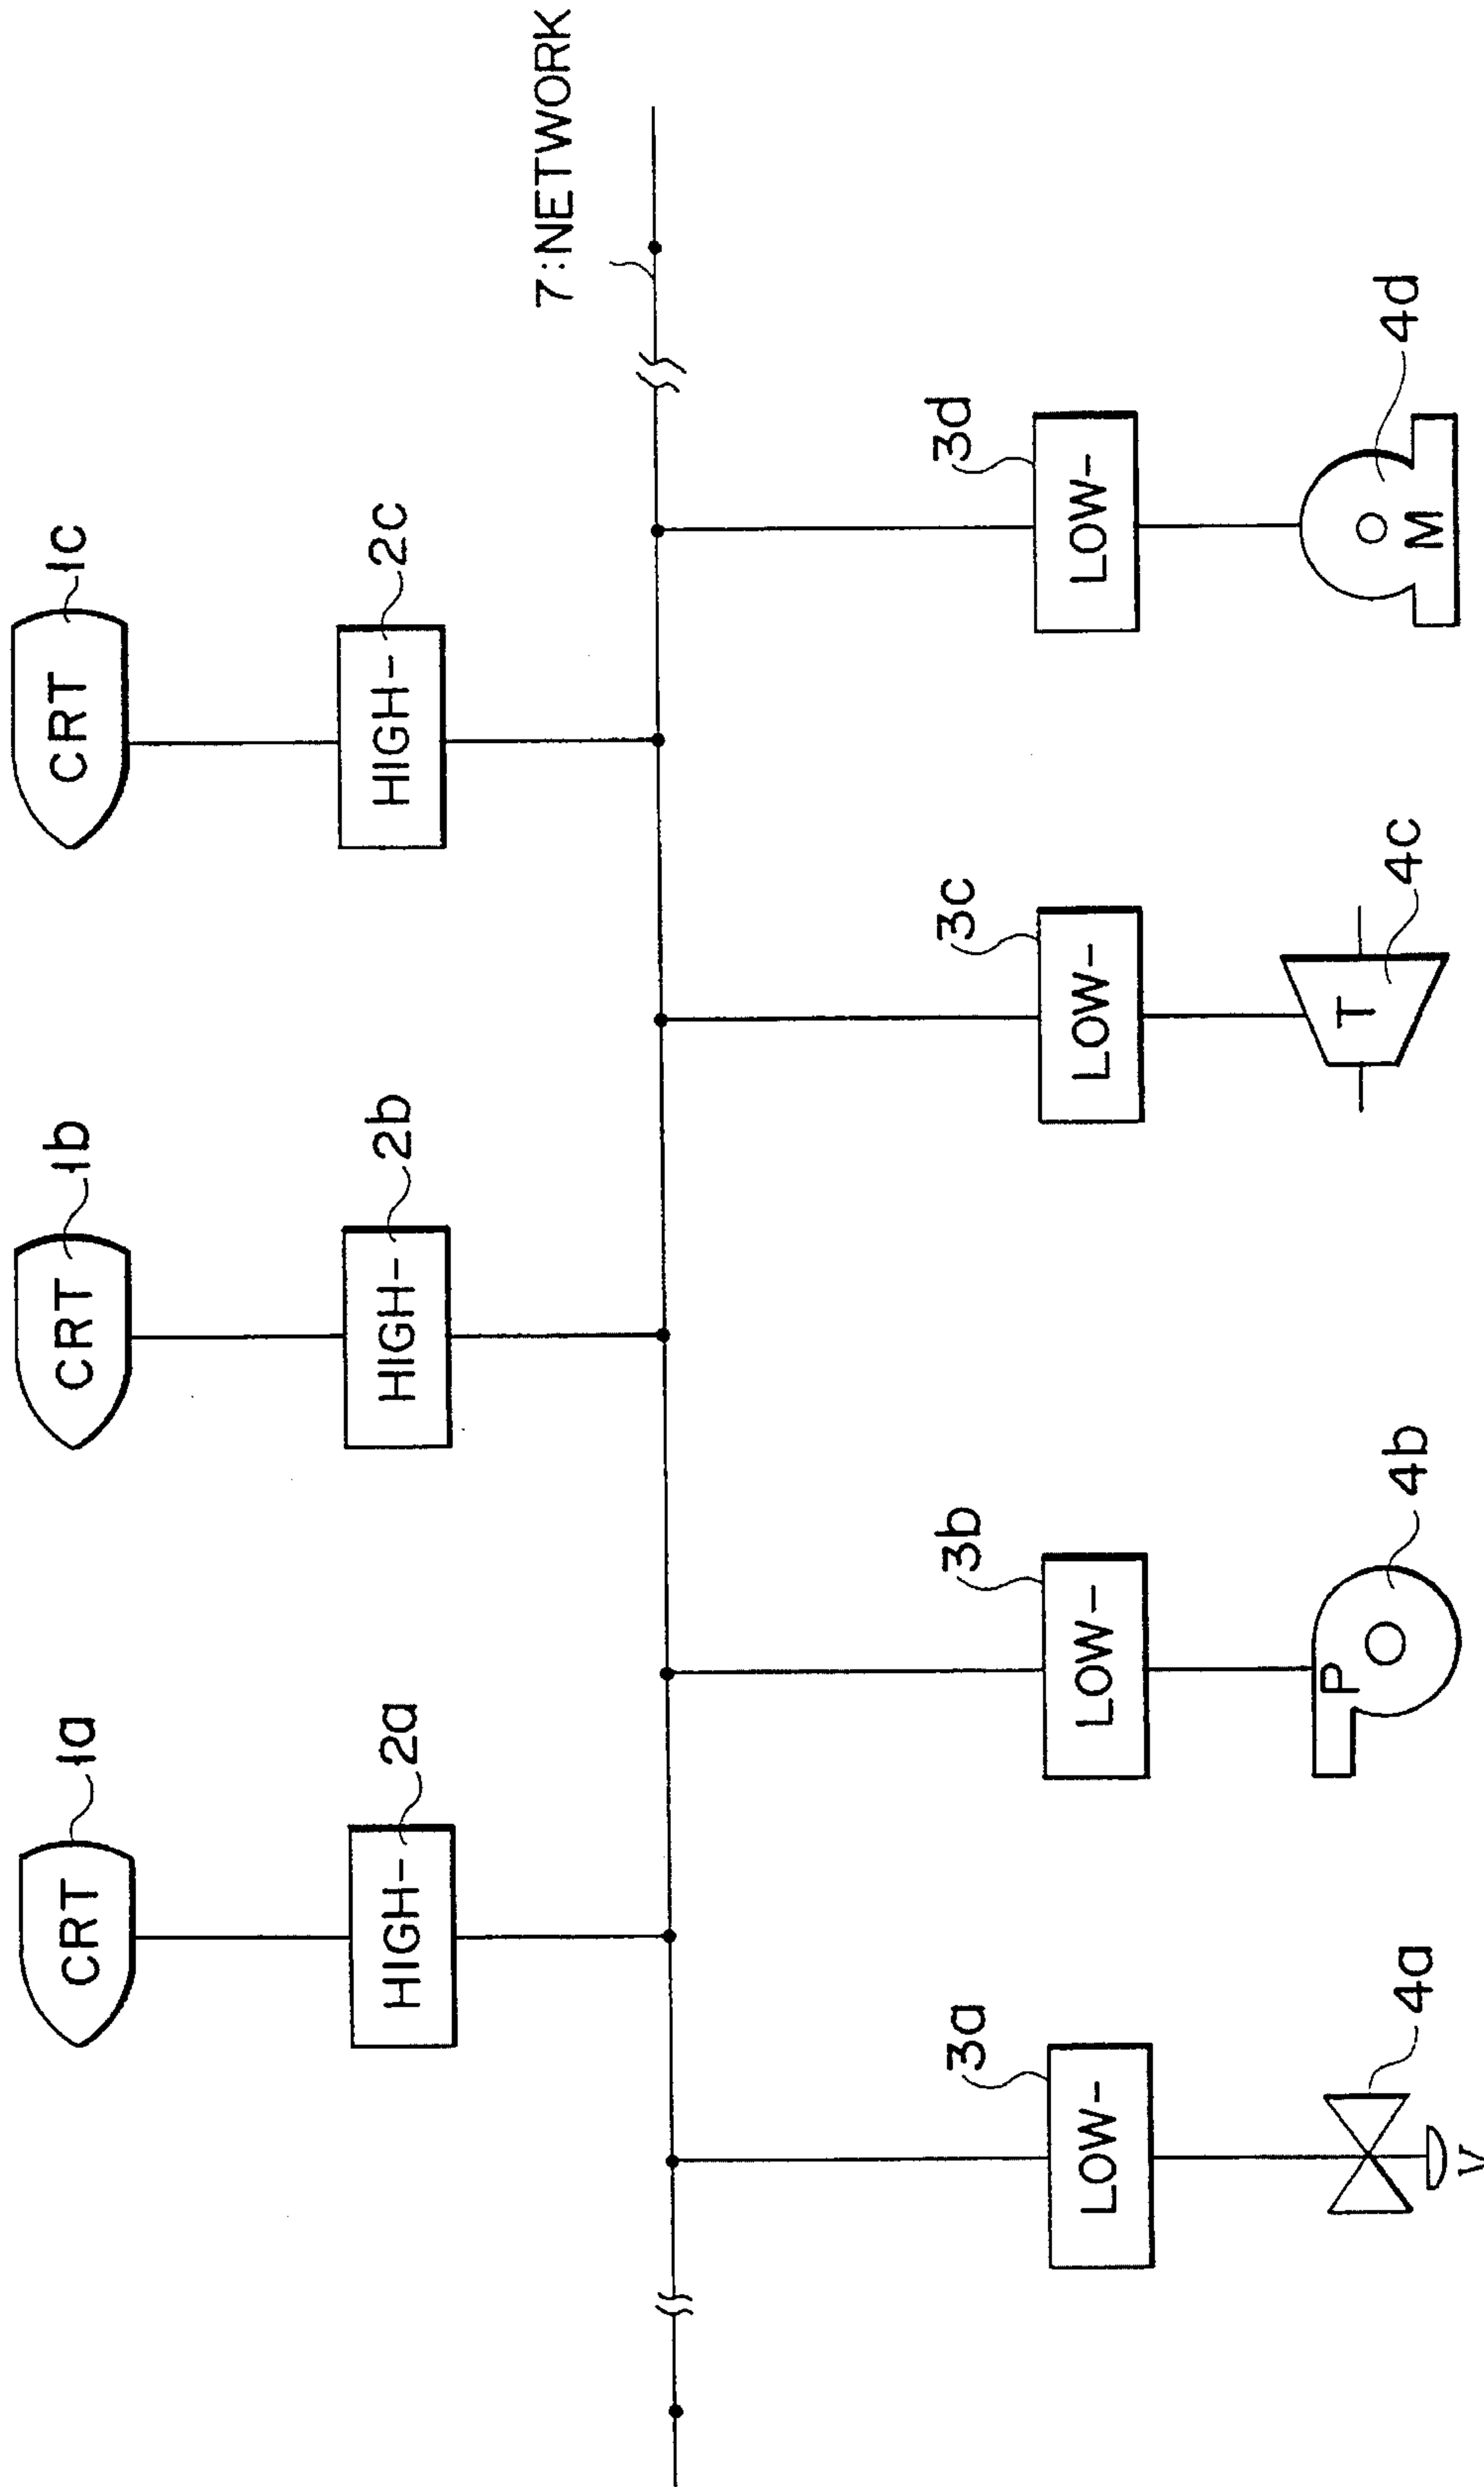 CRT
1a
CRT
1b
CRT
1c
HIGH-
2a
HIGH-
2b
HIGH-
2c
7:NETWORK
LOW-
3a
LOW-
3b
LOW-
3c
LOW-
3d
V
4a
P
4b
T
4c
M
4d